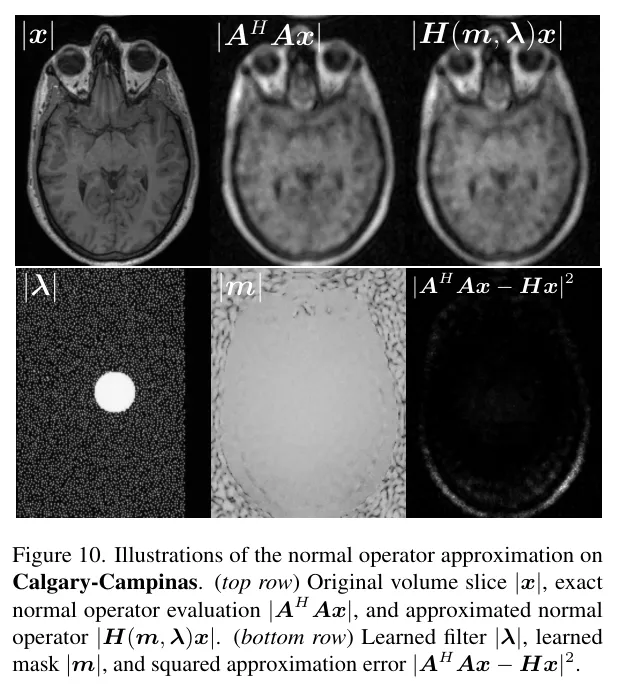 |x|
|A^H Ax|
|H(m, λ)x|
|λ|
|m|
|A^H Ax − Hx|^2
Figure 10. Illustrations of the normal operator approximation on
Calgary-Campinas. (top row) Original volume slice |x|, exact
normal operator evaluation |A^H Ax|, and approximated normal
operator |H(m, λ)x|. (bottom row) Learned filter |λ|, learned
mask |m|, and squared approximation error |A^H Ax − Hx|^2.